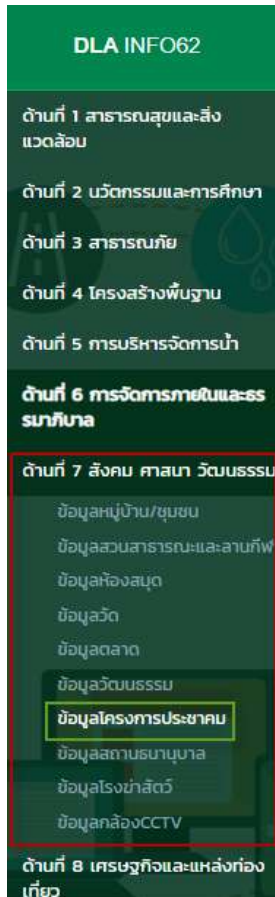 DLA INFO62
ด้านที่ 1 สาธารณสุขและสิ่ง
แวดล้อม
ด้านที่ 2 นวัตกรรมและการศึกษา
ด้านที่ 3 สาธารณภัย
ด้านที่ 4 โครงสร้างพื้นฐาน
ด้านที่ 5 การบริหารจัดการน้ำ
ด้านที่ 6 การจัดการภายในและธร
รมาภิบาล
ด้านที่ 7 สังคม ศาสนา วัฒนธรรม
ข้อมูลหมู่บ้าน/ชุมชน
ข้อมูลสวนสาธารณะและลานกีฬ
ข้อมูลห้องสมุด
ข้อมูลวัด
ข้อมูลตลาด
ข้อมูลวัฒนธรรม
ข้อมูลโครงการประชาคม
ข้อมูลสถานธนานุบาล
ข้อมูลโรงฆ่าสัตว์
ข้อมูลกล้องCCTV
ด้านที่ 8 เศรษฐกิจและแหล่งท่อง
เที่ยว